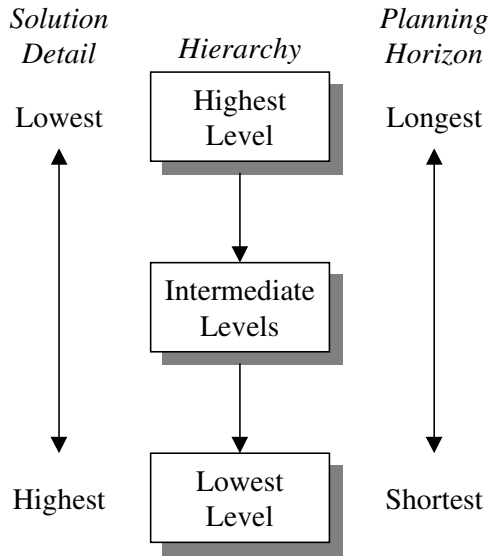 Solution
Detail
Hierarchy
Planning
Horizon
Lowest
Highest
Level
Longest
Intermediate
Levels
Highest
Lowest
Level
Shortest